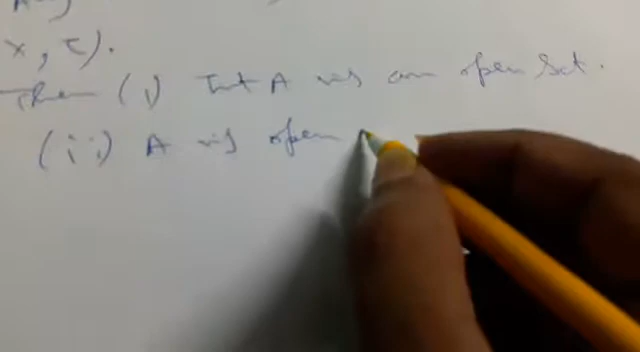 X, τ).
Then (i) Int A is an open set.
(ii) A is open